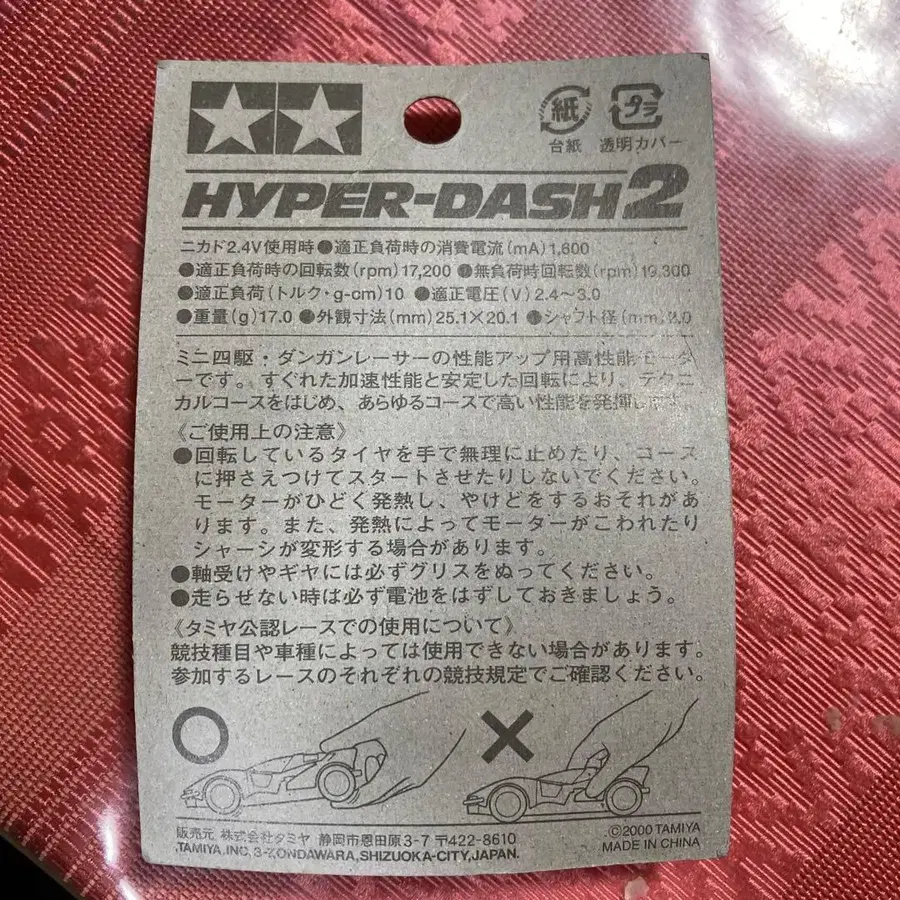 紙 プラ
台紙 透明カバー
HYPER-DASH2
ニカド2.4V使用時●適正負荷時の消費電流(mA)1,600
●適正負荷時の回転数(rpm)17,200 ●無負荷時回転数(rpm)19,300
●適正負荷(トルク・g-cm)10 ●適正電圧(V)2.4〜3.0
●重量(g)17.0 ●外観寸法(mm)25.1×20.1 ●シャフト径(mm)2.0
ミニ四駆・ダンガンレーサーの性能アップ用高性能モータ
ーです。すぐれた加速性能と安定した回転により、テクニ
カルコースをはじめ、あらゆるコースで高い性能を発揮します。
《ご使用上の注意》
●回転しているタイヤを手で無理に止めたり、コース
に押さえつけてスタートさせたりしないでください。
モーターがひどく発熱し、やけどをするおそれがあ
ります。また、発熱によってモーターがこわれたり
シャーシが変形する場合があります。
●軸受けやギヤには必ずグリスをぬってください。
●走らせない時は必ず電池をはずしておきましょう。
《タミヤ公認レースでの使用について》
競技種目や車種によっては使用できない場合があります。
参加するレースのそれぞれの競技規定でご確認ください。
販売元 株式会社タミヤ 静岡市恩田原3-7 〒422-8610
TAMIYA, INC. 3-7, ONDAWARA, SHIZUOKA-CITY, JAPAN.
©2000 TAMIYA
MADE IN CHINA